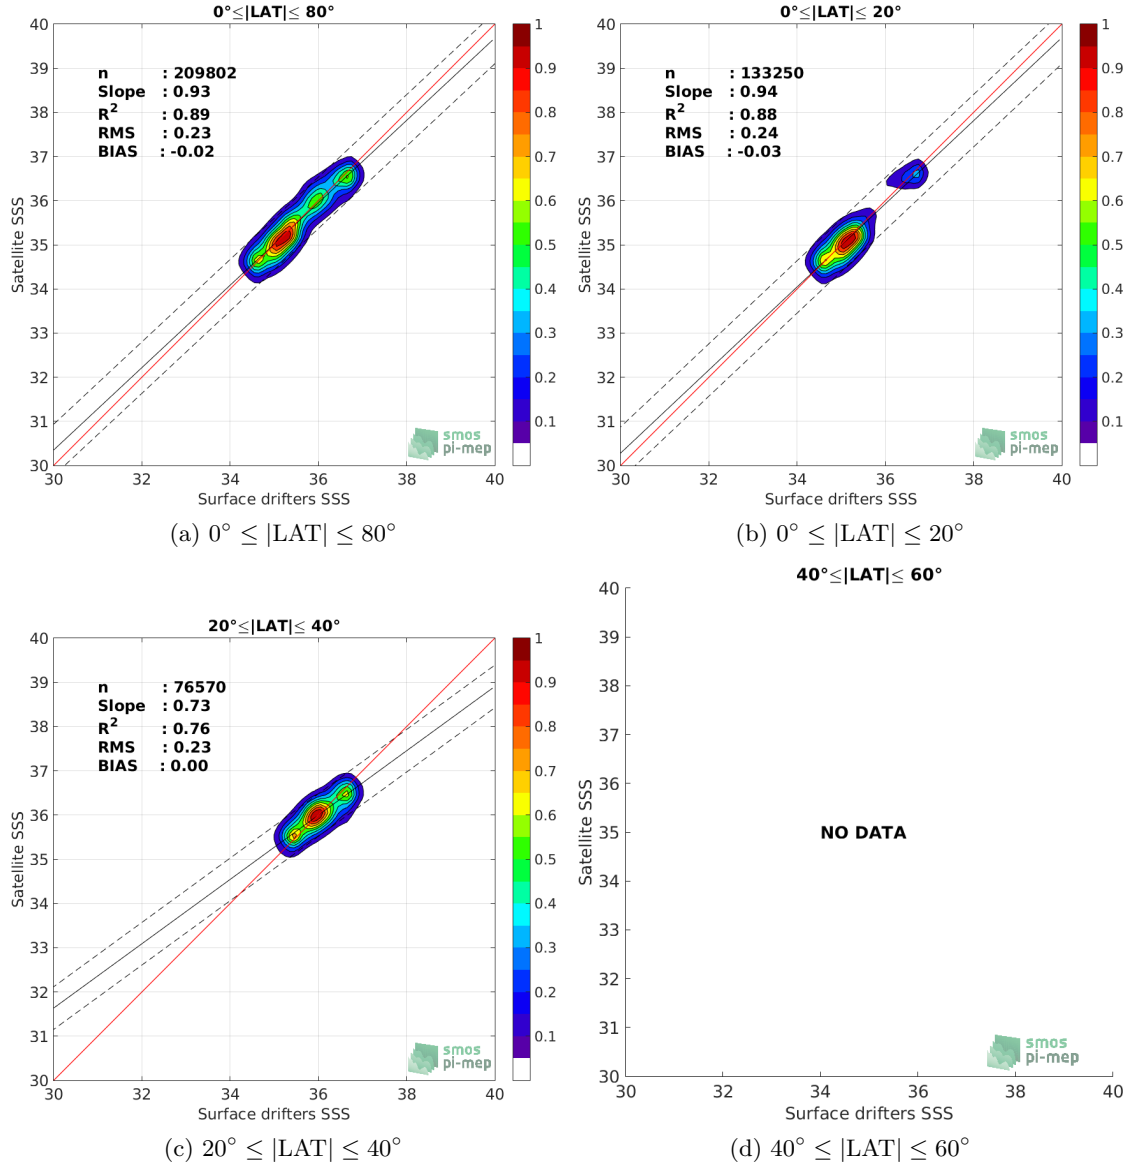 0°≤|LAT|≤ 80°
n : 209802
Slope : 0.93
R² : 0.89
RMS : 0.23
BIAS : -0.02
40
39
38
37
36
35
34
33
32
31
30
30 32 34 36 38 40
Satellite SSS
Surface drifters SSS
1
0.9
0.8
0.7
0.6
0.5
0.4
0.3
0.2
0.1
smos
pi-mep
(a) 0° ≤ |LAT| ≤ 80°
0°≤|LAT|≤ 20°
n : 133250
Slope : 0.94
R² : 0.88
RMS : 0.24
BIAS : -0.03
40
39
38
37
36
35
34
33
32
31
30
30 32 34 36 38 40
Satellite SSS
Surface drifters SSS
1
0.9
0.8
0.7
0.6
0.5
0.4
0.3
0.2
0.1
smos
pi-mep
(b) 0° ≤ |LAT| ≤ 20°
20°≤|LAT|≤ 40°
n : 76570
Slope : 0.73
R² : 0.76
RMS : 0.23
BIAS : 0.00
40
39
38
37
36
35
34
33
32
31
30
30 32 34 36 38 40
Satellite SSS
Surface drifters SSS
1
0.9
0.8
0.7
0.6
0.5
0.4
0.3
0.2
0.1
smos
pi-mep
(c) 20° ≤ |LAT| ≤ 40°
40°≤|LAT|≤ 60°
40
39
38
37
36
35
34
33
32
31
30
30 32 34 36 38 40
Satellite SSS
Surface drifters SSS
NO DATA
smos
pi-mep
(d) 40° ≤ |LAT| ≤ 60°